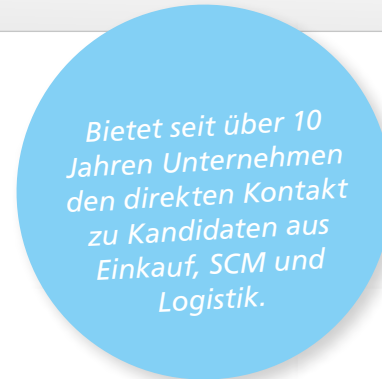 Bietet seit über 10
Jahren Unternehmen
den direkten Kontakt
zu Kandidaten aus
Einkauf, SCM und
Logistik.